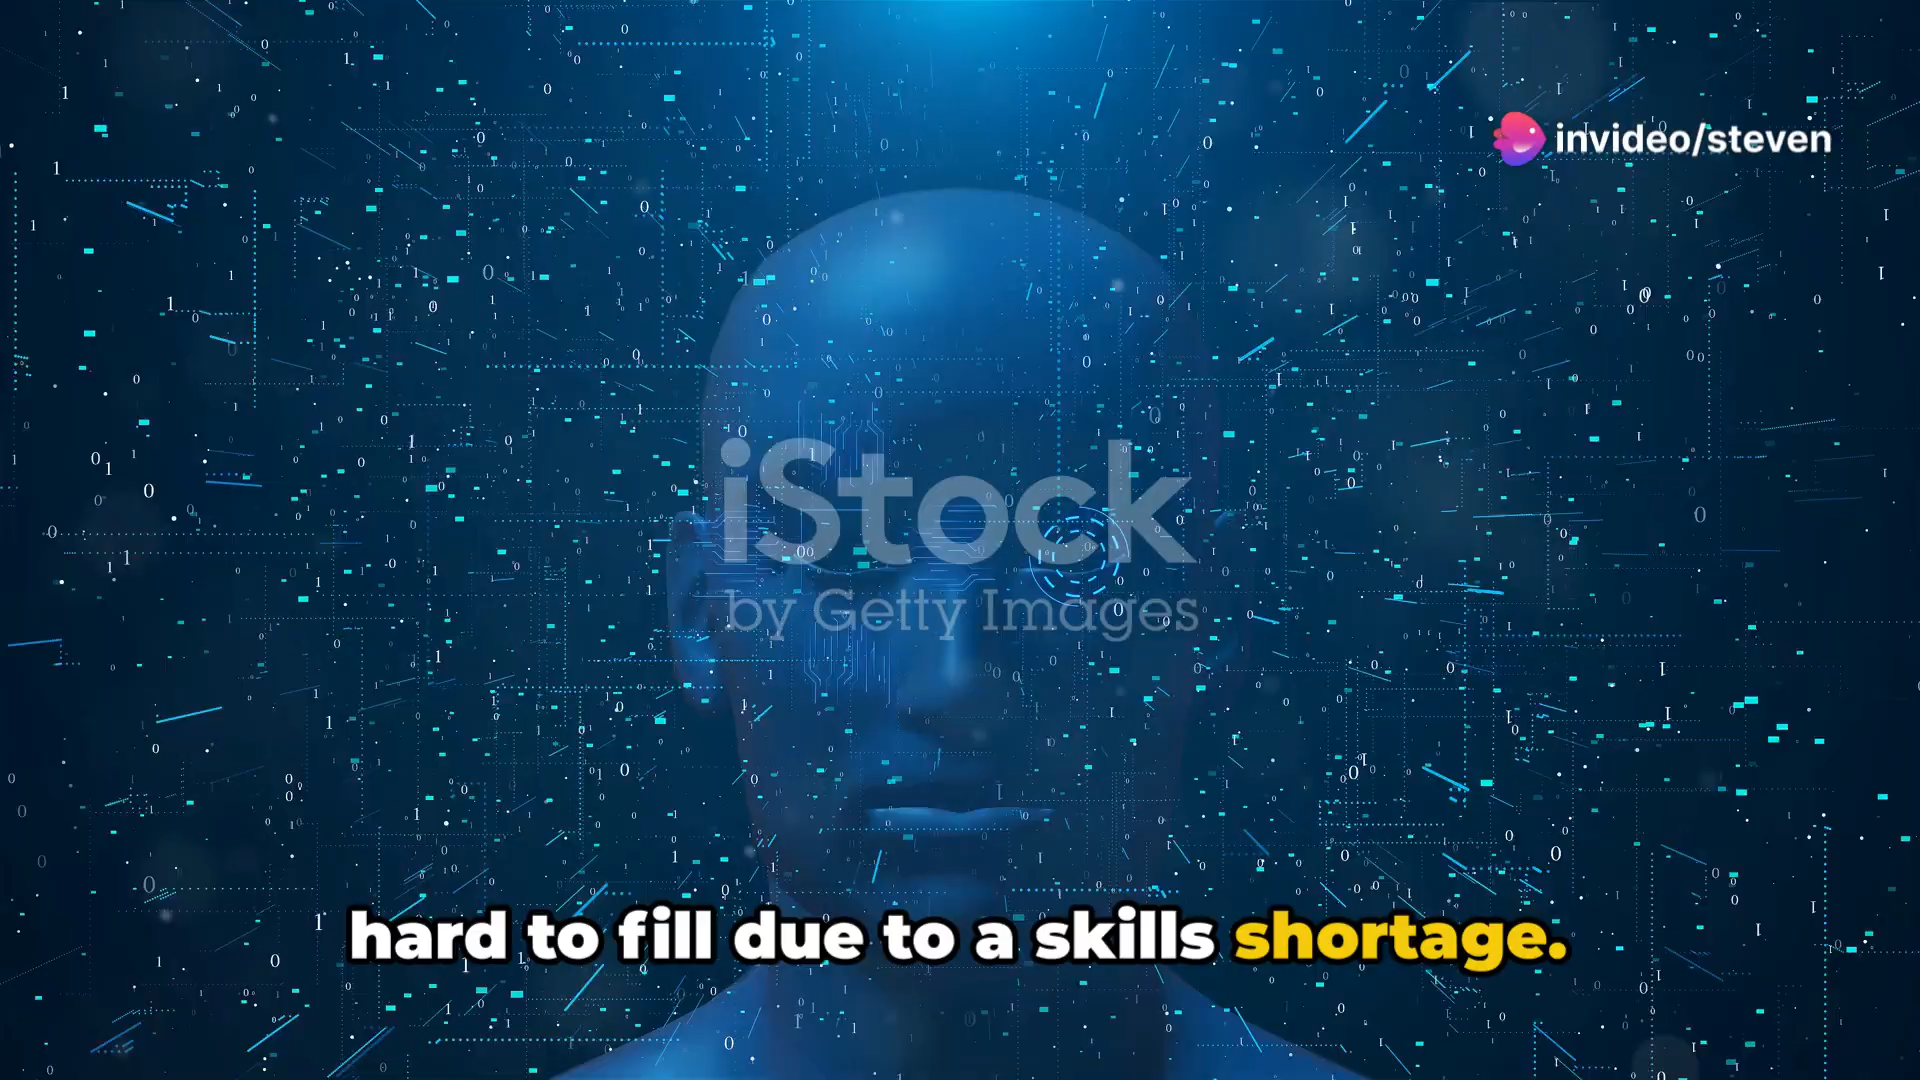 invideo/steven
iStock
by Getty Images
hard to fill due to a skills shortage.